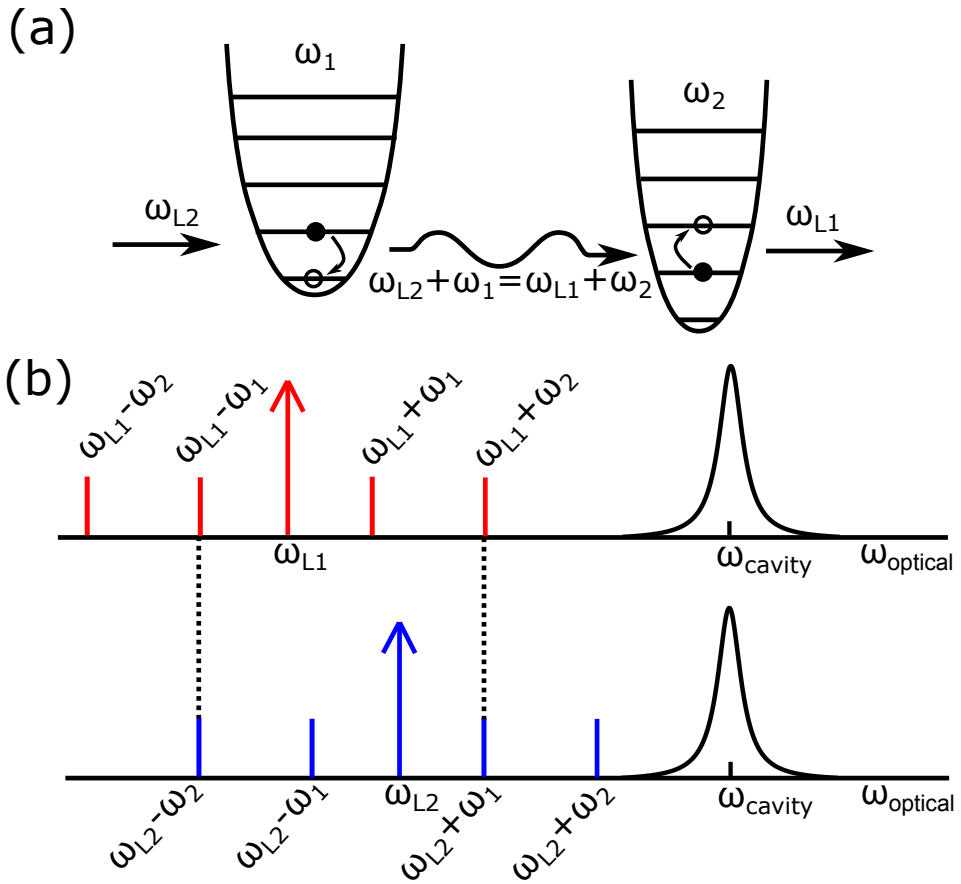 (a)
ω1
ω2
ωL2
ωL1
ωL2+ω1=ωL1+ω2
(b)
ωL1-ω2
ωL1-ω1
ωL1+ω1
ωL1+ω2
ωL1
ωcavity
ωoptical
ωL2-ω2
ωL2-ω1
ωL2
ωL2+ω1
ωL2+ω2
ωcavity
ωoptical